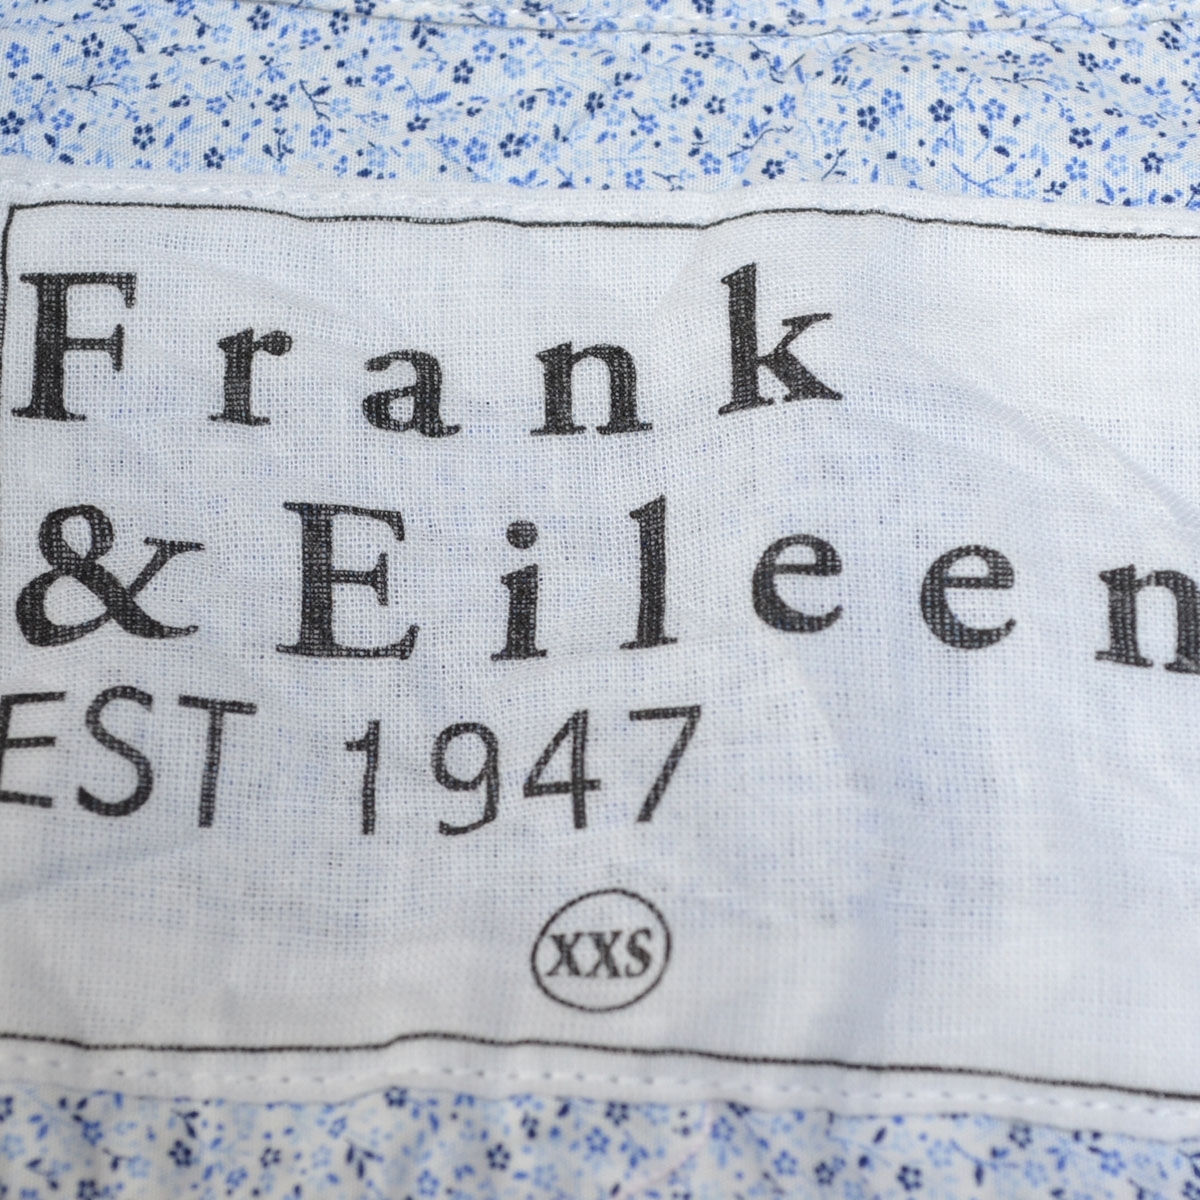 Frank
& Eileen
EST 1947
XXS